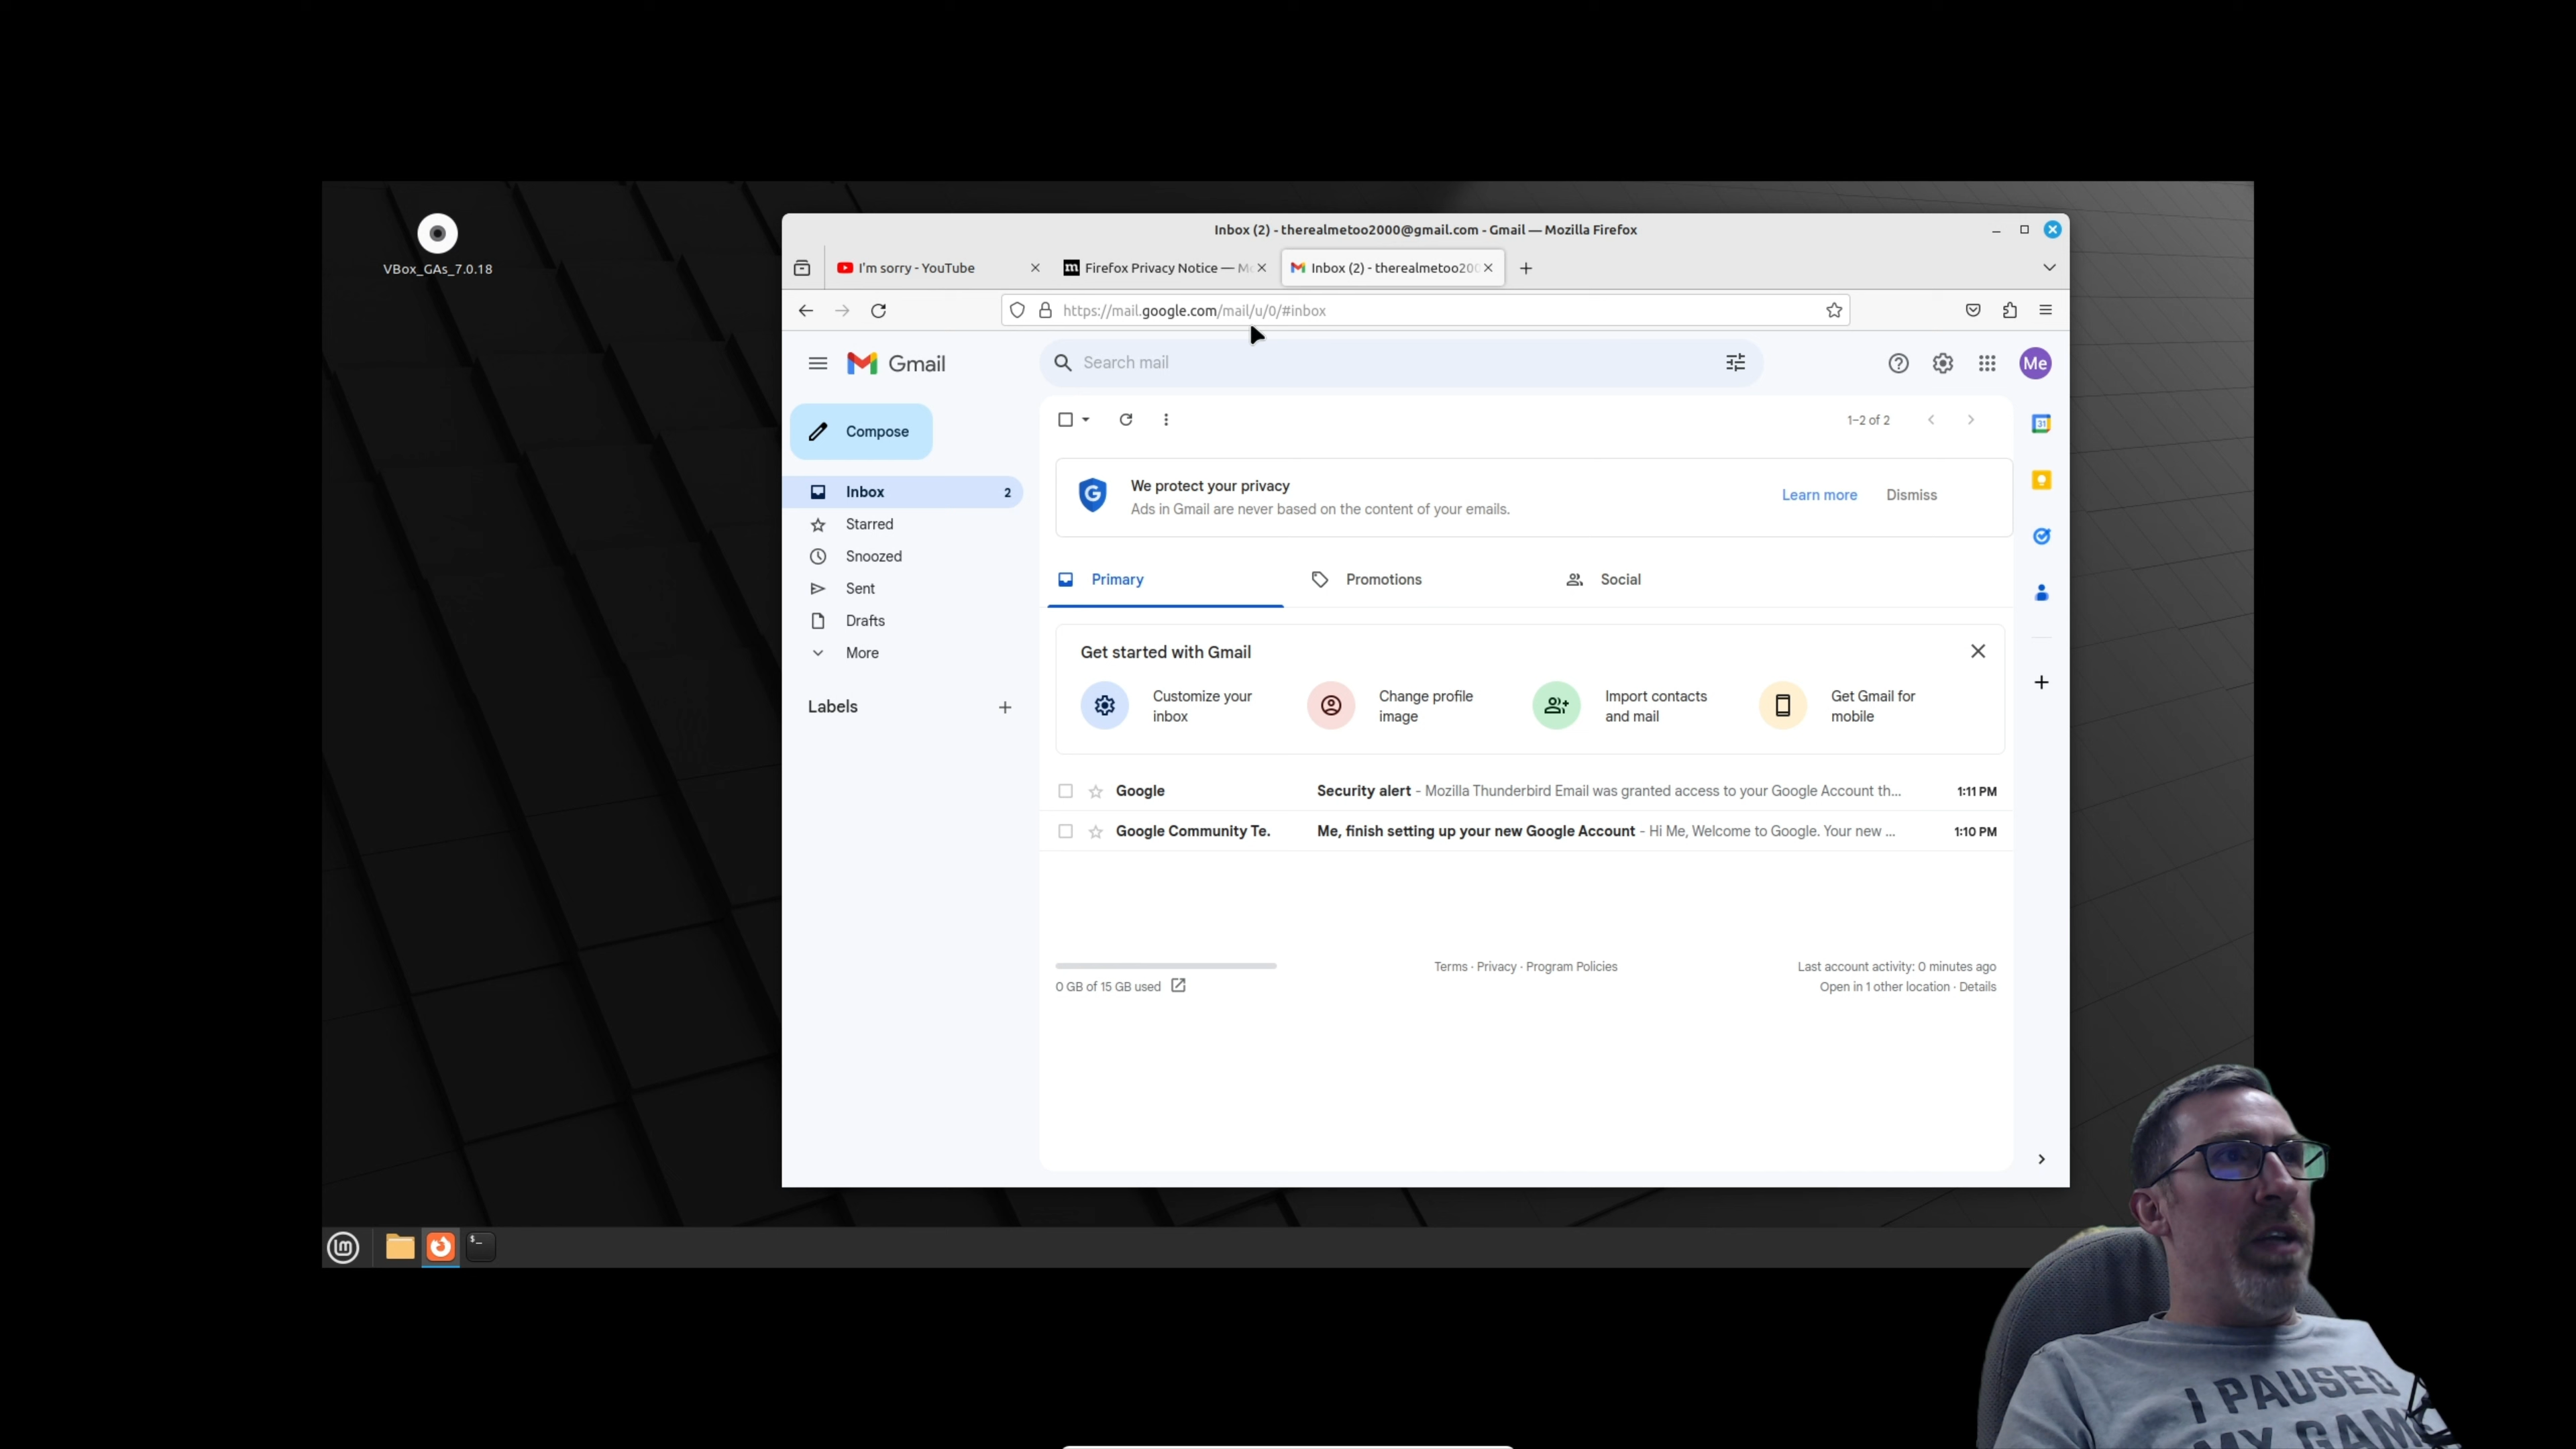 VBox_GAs_7.0.18
Inbox (2) - therealmetoo2000@gmail.com - Gmail — Mozilla Firefox
I'm sorry - YouTube
Firefox Privacy Notice — Mo
Inbox (2) - therealmetoo200
https://mail.google.com/mail/u/0/#inbox
Gmail
Search mail
Me
Compose
1–2 of 2
We protect your privacy
Learn more
Dismiss
Ads in Gmail are never based on the content of your emails.
31
Inbox
2
Starred
Snoozed
Sent
Drafts
More
Labels
Primary
Promotions
Social
Get started with Gmail
Customize your
inbox
Change profile
image
Import contacts
and mail
Get Gmail for
mobile
Google
Security alert - Mozilla Thunderbird Email was granted access to your Google Account th...
1:11 PM
Google Community Te.
Me, finish setting up your new Google Account - Hi Me, Welcome to Google. Your new ...
1:10 PM
0 GB of 15 GB used
Terms · Privacy · Program Policies
Last account activity: 0 minutes ago
Open in 1 other location · Details
I PAUSED
MY GAM